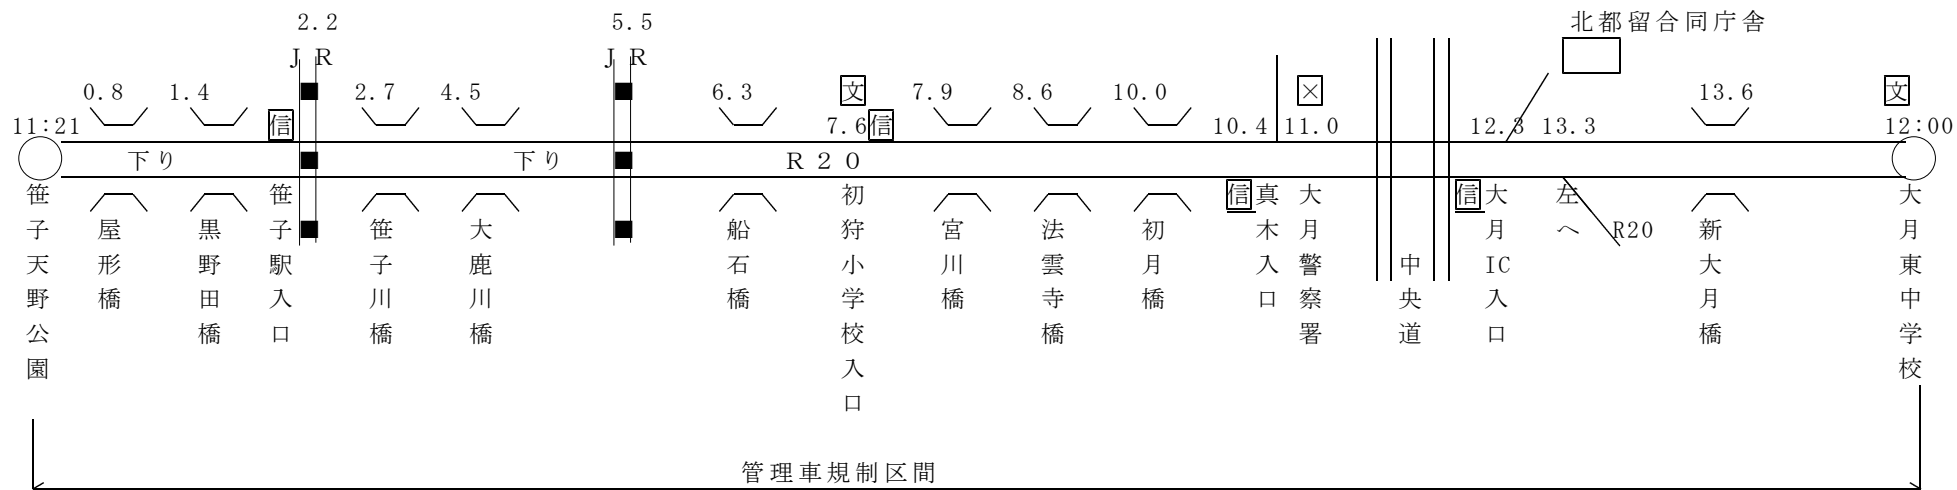 2.2
5.5
北都留合同庁舎
JR
JR
0.8
1.4
2.7
4.5
6.3
文
7.9
8.6
10.0
×
13.6
文
11:21
信
7.6
信
10.4
11.0
12.3
13.3
12:00
下り
下り
R20
笹子天野公園
屋形橋
黒野田橋
笹子駅入口
笹子川橋
大鹿川橋
船石橋
初狩小学校入口
宮川橋
法雲寺橋
初月橋
信
真木入口
大月警察署
中央道
信
大月IC入口
左へ
R20
新大月橋
大月東中学校
管理車規制区間